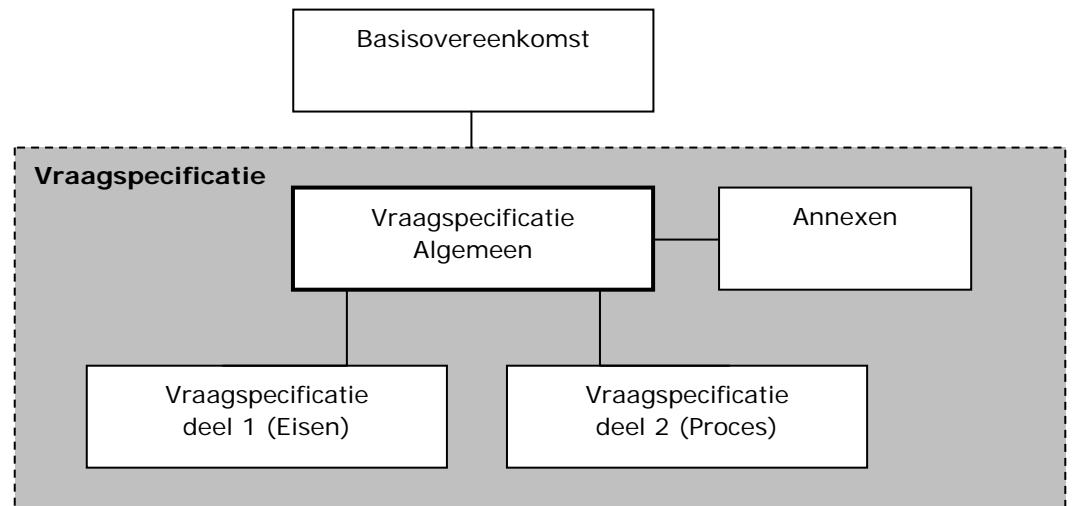 Basisovereenkomst
Vraagspecificatie
Vraagspecificatie
Algemeen
Annexen
Vraagspecificatie
deel 1 (Eisen)
Vraagspecificatie
deel 2 (Proces)